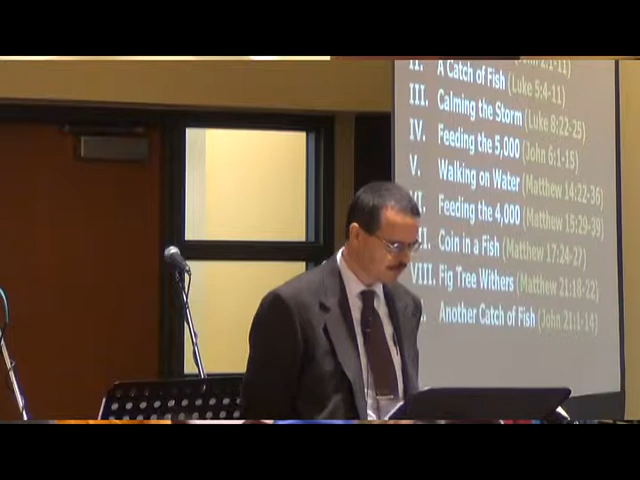 2:1-11)
II. A Catch of Fish (Luke 5:4-11)
III. Calming the Storm (Luke 8:22-25)
IV. Feeding the 5,000 (John 6:1-15)
V. Walking on Water (Matthew 14:22-36)
Feeding the 4,000 (Matthew 15:29-39)
Coin in a Fish (Matthew 17:24-27)
VIII. Fig Tree Withers (Matthew 21:18-22)
Another Catch of Fish (John 21:1-14)